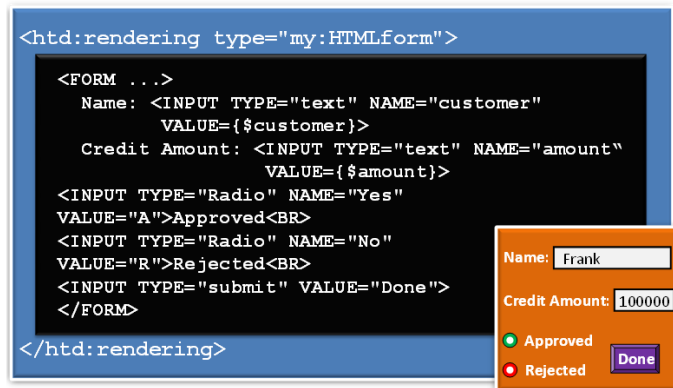 <htd:rendering type="my:HTMLform">
<FORM ...>
Name: <INPUT TYPE="text" NAME="customer"
VALUE={$customer}>
Credit Amount: <INPUT TYPE="text" NAME="amount“
VALUE={$amount}>
<INPUT TYPE="Radio" NAME="Yes"
VALUE="A">Approved<BR>
<INPUT TYPE="Radio" NAME="No"
VALUE="R">Rejected<BR>
<INPUT TYPE="submit" VALUE="Done">
</FORM>
</htd:rendering>
Name: Frank
Credit Amount: 100000
Approved
Done
Rejected